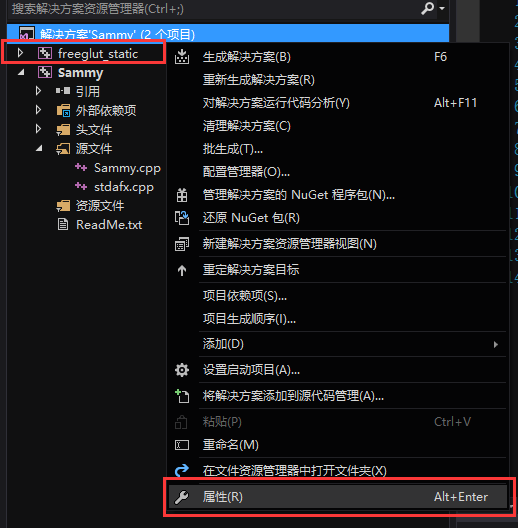 搜索解决方案资源管理器(Ctrl+;)
解决方案'Sammy' (2 个项目)
freeglut_static
Sammy
引用
外部依赖项
头文件
源文件
Sammy.cpp
stdafx.cpp
资源文件
ReadMe.txt
生成解决方案(B) F6
重新生成解决方案(R)
对解决方案运行代码分析(Y) Alt+F11
清理解决方案(C)
批生成(T)...
配置管理器(O)...
管理解决方案的 NuGet 程序包(N)...
还原 NuGet 包(R)
新建解决方案资源管理器视图(N)
重定解决方案目标
项目依赖项(S)...
项目生成顺序(I)...
添加(D)
设置启动项目(A)...
将解决方案添加到源代码管理(A)...
粘贴(P) Ctrl+V
重命名(M)
在文件资源管理器中打开文件夹(X)
属性(R) Alt+Enter